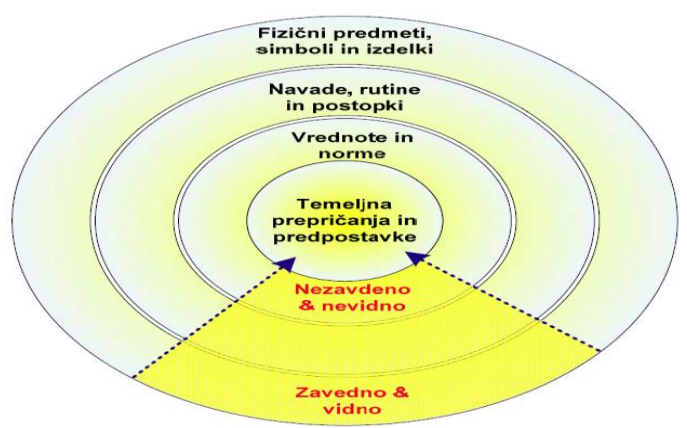 Fizični predmeti,
simboli in izdelki
Navade, rutine
in postopki
Vrednote in
norme
Temeljna
prepričanja in
predpostavke
Nezavdeno
& nevidno
Zavedno &
vidno